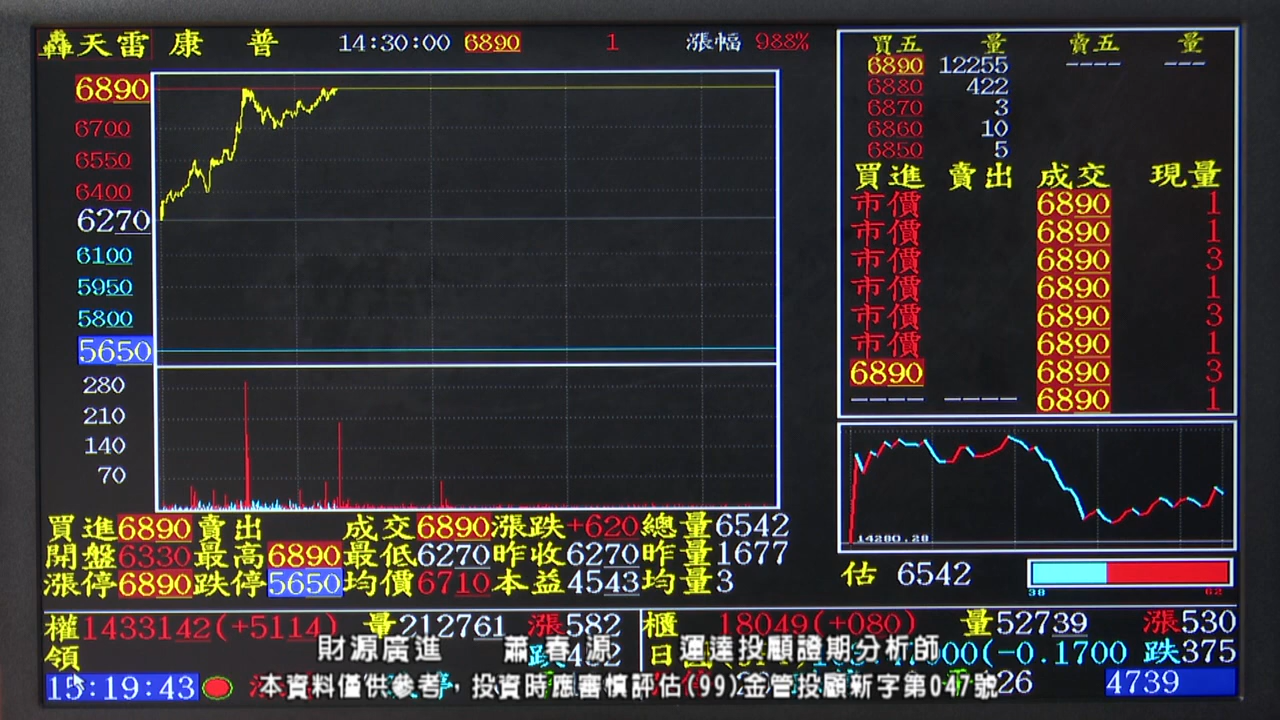 轟天雷 康 普 14:30:00 6890 1 漲幅 988%
買五 量 賣五 量
6890 12255 ---- ---
6880 422
6870 3
6860 10
6850 5
6890
6700
6550
6400
6270
6100
5950
5800
5650
280
210
140
70
買進 賣出 成交 現量
市價 6890 1
市價 6890 1
市價 6890 3
市價 6890 1
市價 6890 3
市價 6890 1
6890 6890 3
---- ---- 6890 1
14280.28
買進6890賣出 成交6890漲跌+620總量6542
開盤6330最高6890最低6270昨收6270昨量1677
漲停6890跌停5650均價6710本益4543均量3
估 6542
38 62
權1433142(+5114) 量212761 漲582
櫃 18049(+080) 量52739 漲530
領
(-0.1700 跌375
財源廣進 蕭春源 運達投顧證期分析師
15:19:43
本資料僅供參考，投資時應審慎評估(99)金管投顧新字第047號
26 4739